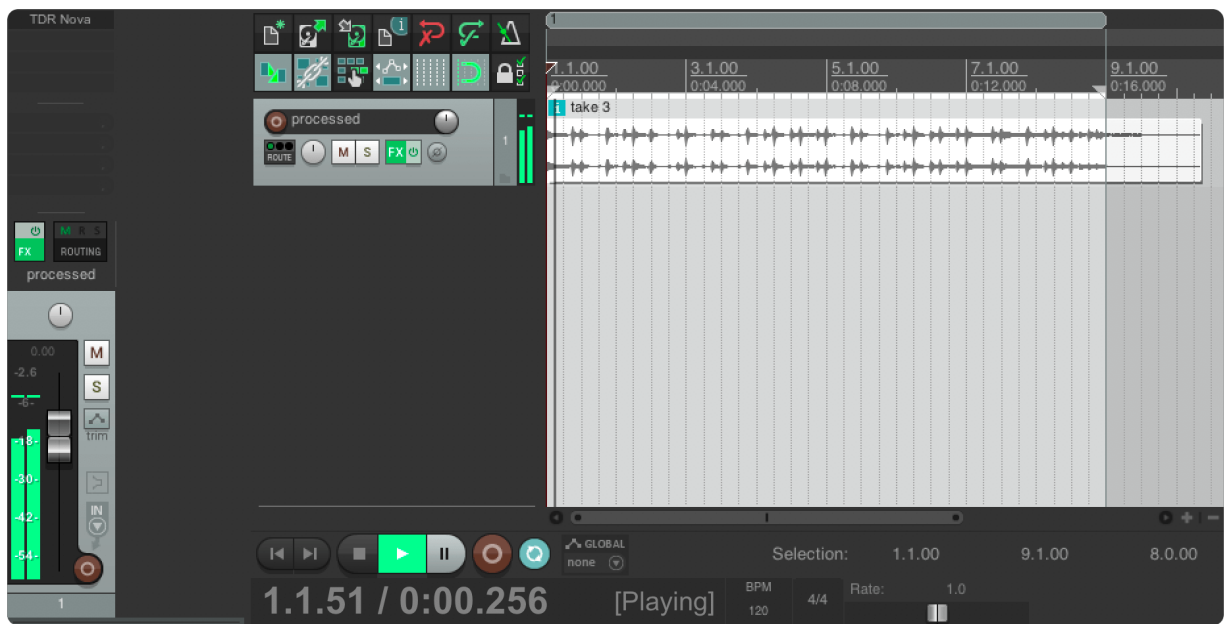 TDR Nova
1
1.1.00 3.1.00 5.1.00 7.1.00 9.1.00
0:00.000 0:04.000 0:08.000 0:12.000 0:16.000
i take 3
processed
1
ROUTE M S FX
M R S
FX ROUTING
processed
0.00
M
-2.6
S
-6-
trim
-18-
-30-
IN
-42-
-54-
1
GLOBAL
none
Selection: 1.1.00 9.1.00 8.0.00
1.1.51 / 0:00.256 [Playing]
BPM
120
4/4
Rate: 1.0